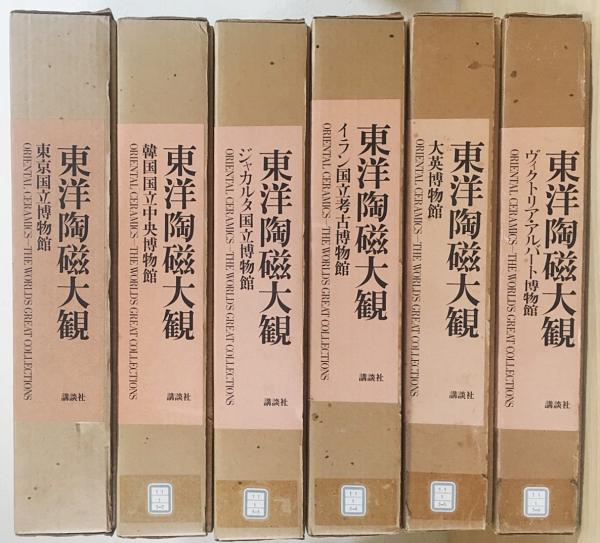 東洋陶磁大観
東京国立博物館
ORIENTAL CERAMICS—THE WORLD'S GREAT COLLECTIONS
講談社
東洋陶磁大観
韓国国立中央博物館
ORIENTAL CERAMICS—THE WORLD'S GREAT COLLECTIONS
講談社
東洋陶磁大観
ジャカルタ国立博物館
ORIENTAL CERAMICS—THE WORLD'S GREAT COLLECTIONS
講談社
東洋陶磁大観
イラン国立考古博物館
ORIENTAL CERAMICS—THE WORLD'S GREAT COLLECTIONS
講談社
東洋陶磁大観
大英博物館
ORIENTAL CERAMICS—THE WORLD'S GREAT COLLECTIONS
講談社
東洋陶磁大観
ヴィクトリア・アルバート博物館
ORIENTAL CERAMICS—THE WORLD'S GREAT COLLECTIONS
講談社